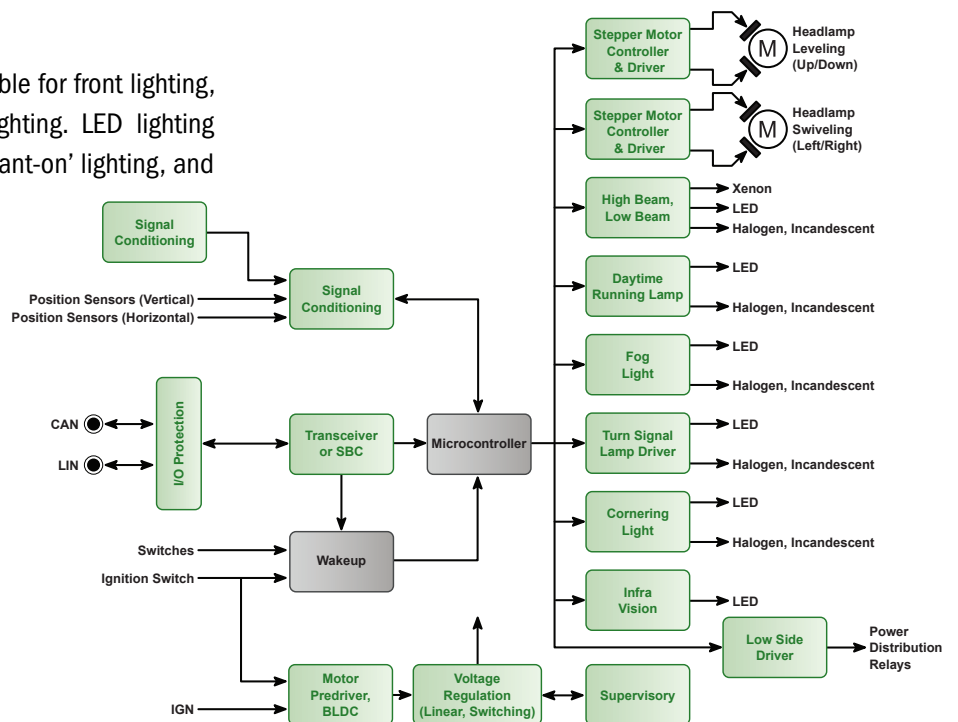 ble for front lighting,
ghting. LED lighting
ant-on' lighting, and
Signal
Conditioning
Position Sensors (Vertical)
Position Sensors (Horizontal)
Signal
Conditioning
CAN
LIN
I/O Protection
Transceiver
or SBC
Microcontroller
Switches
Ignition Switch
Wakeup
IGN
Motor
Predriver,
BLDC
Voltage
Regulation
(Linear, Switching)
Supervisory
Stepper Motor
Controller
& Driver
M
Headlamp
Leveling
(Up/Down)
Stepper Motor
Controller
& Driver
M
Headlamp
Swiveling
(Left/Right)
High Beam,
Low Beam
Xenon
LED
Halogen, Incandescent
Daytime
Running Lamp
LED
Halogen, Incandescent
Fog
Light
LED
Halogen, Incandescent
Turn Signal
Lamp Driver
LED
Halogen, Incandescent
Cornering
Light
LED
Halogen, Incandescent
Infra
Vision
LED
Low Side
Driver
Power
Distribution
Relays